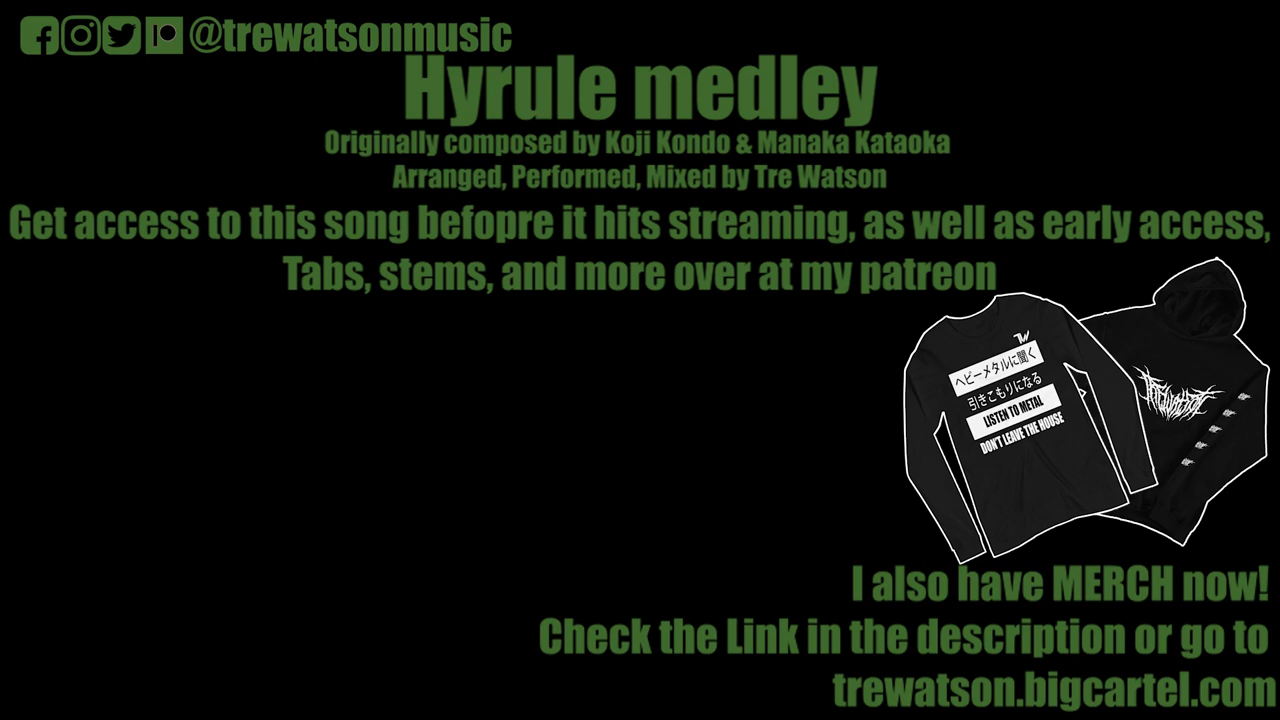 @trewatsonmusic
Hyrule medley
Originally composed by Koji Kondo & Manaka Kataoka
Arranged, Performed, Mixed by Tre Watson
Get access to this song befopre it hits streaming, as well as early access,
Tabs, stems, and more over at my patreon
TW
ヘビーメタルに聞く
引きこもりになる
LISTEN TO METAL
DON'T LEAVE THE HOUSE
I also have MERCH now!
Check the Link in the description or go to
trewatson.bigcartel.com